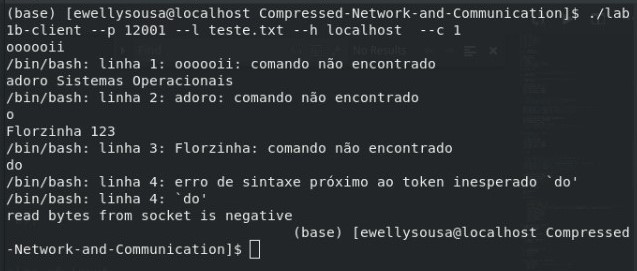 (base) [ewellysousa@localhost Compressed-Network-and-Communication]$ ./lab
1b-client --p 12001 --l teste.txt --h localhost  --c 1
oooooii
/bin/bash: linha 1: oooooii: comando não encontrado
adoro Sistemas Operacionais
/bin/bash: linha 2: adoro: comando não encontrado
o
Florzinha 123
/bin/bash: linha 3: Florzinha: comando não encontrado
do
/bin/bash: linha 4: erro de sintaxe próximo ao token inesperado `do'
/bin/bash: linha 4: `do'
read bytes from socket is negative
(base) [ewellysousa@localhost Compressed
-Network-and-Communication]$